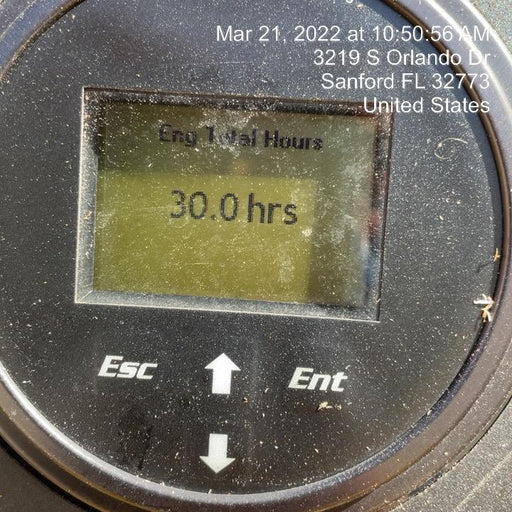 Mar 21, 2022 at 10:50:56 AM
3219 S Orlando Dr
Sanford FL 32773
United States
Eng Total Hours
30.0 hrs
Esc
Ent